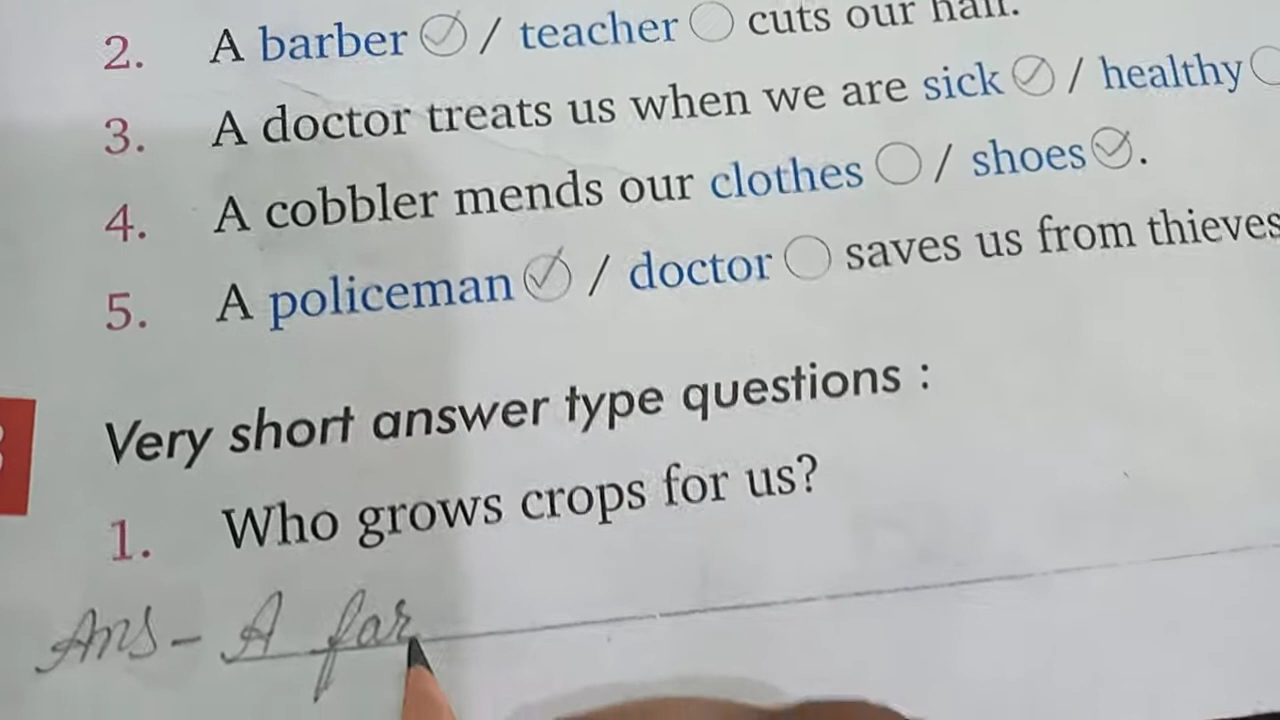 2. A barber / teacher cuts our hair.
3. A doctor treats us when we are sick / healthy
4. A cobbler mends our clothes / shoes.
5. A policeman / doctor saves us from thieves
Very short answer type questions :
1. Who grows crops for us?
Ans - A far